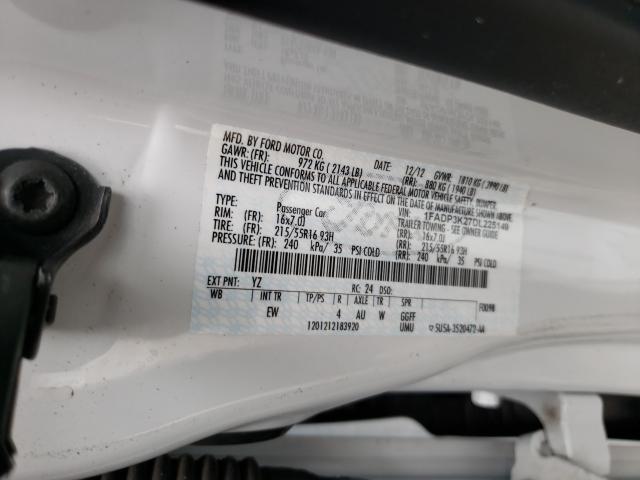 MFD. BY FORD MOTOR CO.
DATE: 12/12 GVWR: 1810 KG (3990 LB)
GAWR: (FR): 972 KG (2143 LB) (RR): 880 KG (1940 LB)
THIS VEHICLE CONFORMS TO ALL APPLICABLE FEDERAL MOTOR VEHICLE SAFETY, BUMPER,
AND THEFT PREVENTION STANDARDS IN EFFECT ON THE DATE OF MANUFACTURE SHOWN ABOVE.
VIN: 1FADP3K27DL225149
TYPE: Passenger Car TRAILER TOWING - SEE OWNER GUIDE
RIM: (FR): 16x7.0J (RR): 16x7.0J
TIRE: (FR): 215/55R16 93H (RR): 215/55R16 93H
PRESSURE: (FR): 240 kPa/ 35 PSI COLD (RR): 240 kPa/ 35 PSI COLD
EXT PNT: YZ RC: 24 DSO: F0098
WB INT TR TP/PS R AXLE TR SPR
EW 4 AU W GGFF
1201212183920 UMU 5U5A-3520472-AA